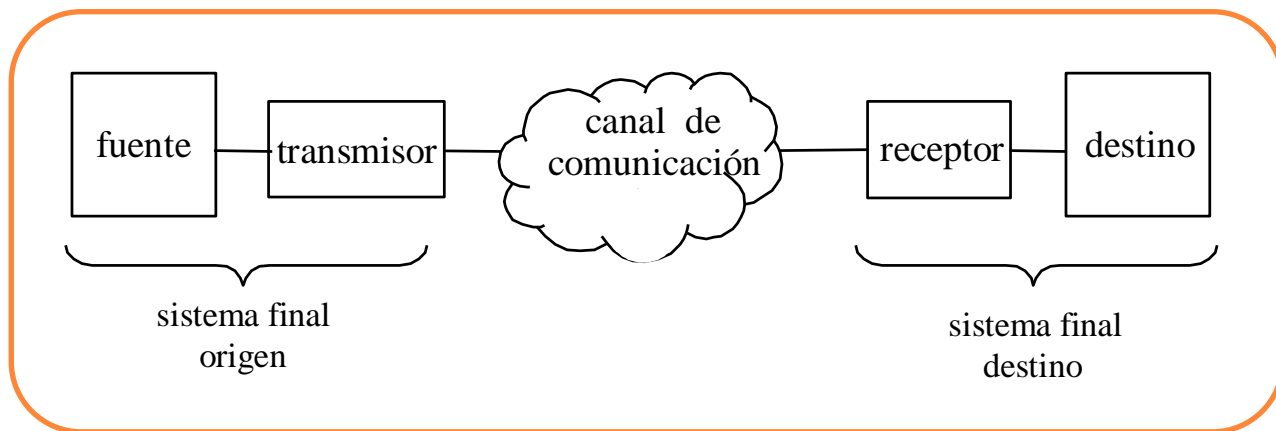 fuente
transmisor
canal de
comunicación
receptor
destino
sistema final
origen
sistema final
destino